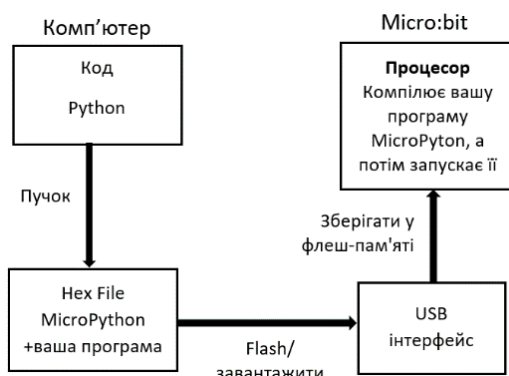 Комп’ютер
Код
Python
Пучок
Hex File
MicroPython
+ваша програма
Flash/
завантажити
USB
інтерфейс
Зберігати у
флеш-пам'яті
Micro:bit
Процесор
Компілює вашу
програму
MicroPyton, а
потім запускає її